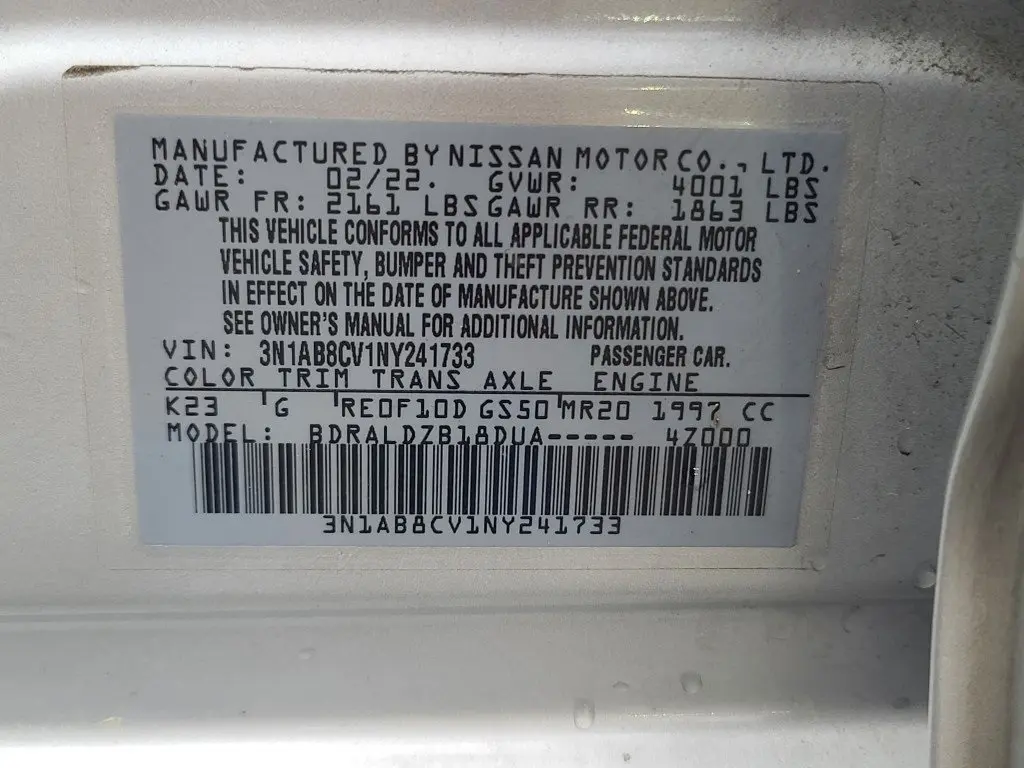 MANUFACTURED BY NISSAN MOTOR CO., LTD.
DATE: 02/22. GVWR: 4001 LBS
GAWR FR: 2161 LBS GAWR RR: 1863 LBS
THIS VEHICLE CONFORMS TO ALL APPLICABLE FEDERAL MOTOR
VEHICLE SAFETY, BUMPER AND THEFT PREVENTION STANDARDS
IN EFFECT ON THE DATE OF MANUFACTURE SHOWN ABOVE.
SEE OWNER'S MANUAL FOR ADDITIONAL INFORMATION.
VIN: 3N1AB8CV1NY241733 PASSENGER CAR.
COLOR TRIM TRANS AXLE ENGINE
K23 G RE0F10D GS50 MR20 1997 CC
MODEL: BDRALDZB18DUA----- 4Z000
3N1AB8CV1NY241733